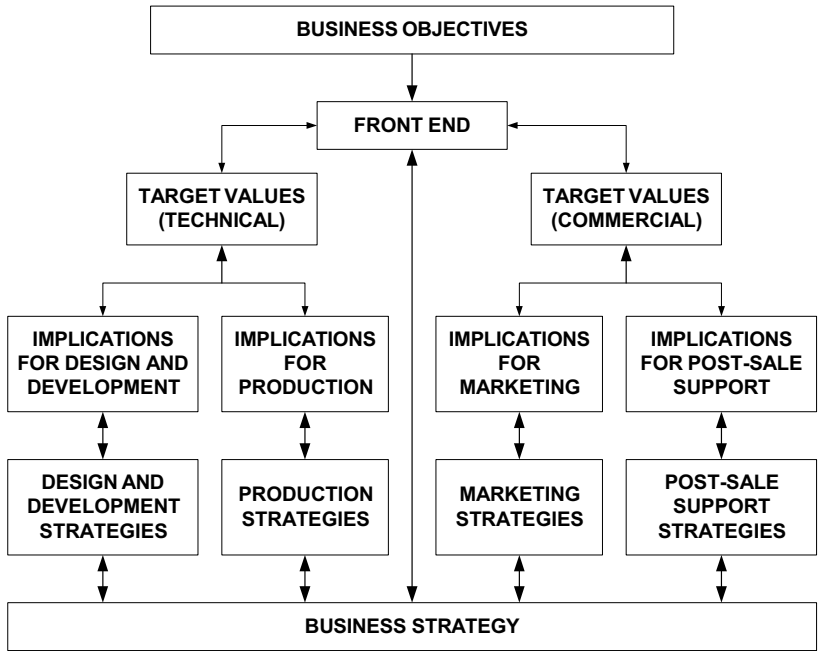 BUSINESS OBJECTIVES
FRONT END
TARGET VALUES
(TECHNICAL)
TARGET VALUES
(COMMERCIAL)
IMPLICATIONS
FOR DESIGN AND
DEVELOPMENT
IMPLICATIONS
FOR
PRODUCTION
IMPLICATIONS
FOR
MARKETING
IMPLICATIONS
FOR POST-SALE
SUPPORT
DESIGN AND
DEVELOPMENT
STRATEGIES
PRODUCTION
STRATEGIES
MARKETING
STRATEGIES
POST-SALE
SUPPORT
STRATEGIES
BUSINESS STRATEGY